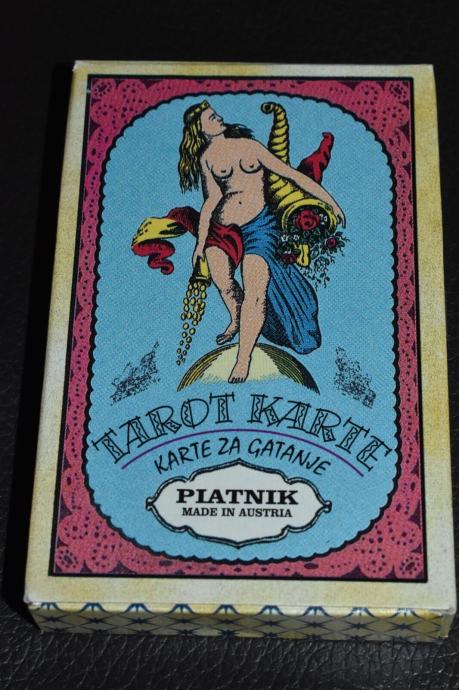 TAROT KARTE
KARTE ZA GATANJE
PIATNIK
MADE IN AUSTRIA